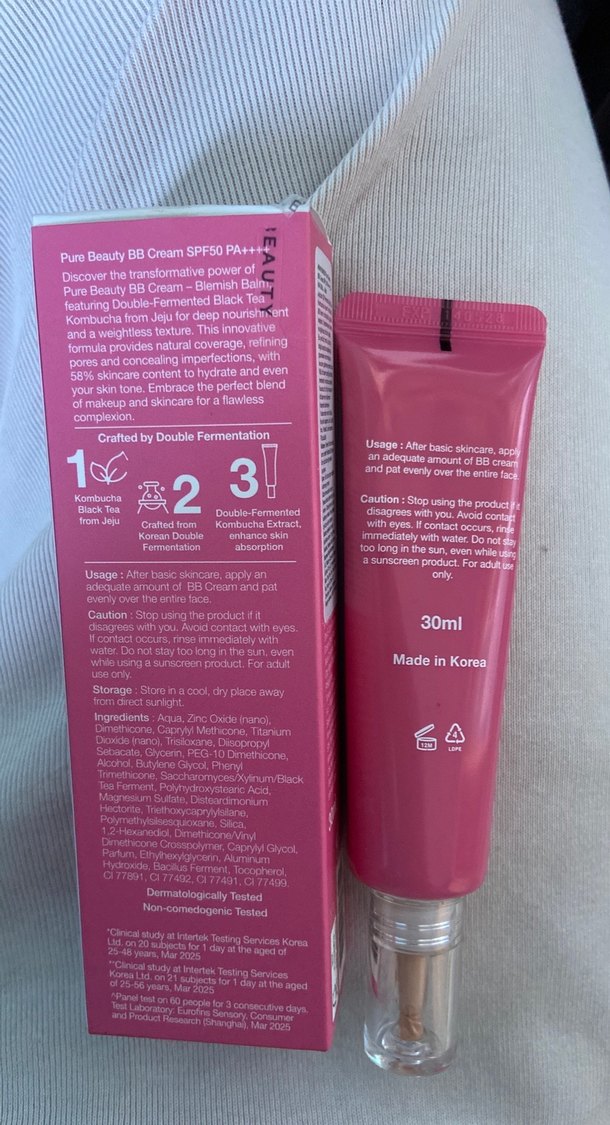 Pure Beauty BB Cream SPF50 PA++++
Discover the transformative power of
Pure Beauty BB Cream – Blemish Balm
featuring Double-Fermented Black Tea
Kombucha from Jeju for deep nourishment
and a weightless texture. This innovative
formula provides natural coverage, refining
pores and concealing imperfections, with
58% skincare content to hydrate and even
your skin tone. Embrace the perfect blend
of makeup and skincare for a flawless
complexion.
BEAUTY
Crafted by Double Fermentation
1
Kombucha
Black Tea
from Jeju
2
Crafted from
Korean Double
Fermentation
3
Double-Fermented
Kombucha Extract,
enhance skin
absorption
Usage : After basic skincare, apply an
adequate amount of BB Cream and pat
evenly over the entire face.
Caution : Stop using the product if it
disagrees with you. Avoid contact with eyes.
If contact occurs, rinse immediately with
water. Do not stay too long in the sun, even
while using a sunscreen product. For adult
use only.
Storage : Store in a cool, dry place away
from direct sunlight.
Ingredients : Aqua, Zinc Oxide (nano),
Dimethicone, Caprylyl Methicone, Titanium
Dioxide (nano), Trisiloxane, Diisopropyl
Sebacate, Glycerin, PEG-10 Dimethicone,
Alcohol, Butylene Glycol, Phenyl
Trimethicone, Saccharomyces/Xylinum/Black
Tea Ferment, Polyhydroxystearic Acid,
Magnesium Sulfate, Disteardimonium
Hectorite, Triethoxycaprylylsilane,
Polymethylsilsesquioxane, Silica,
1,2-Hexanediol, Dimethicone/Vinyl
Dimethicone Crosspolymer, Caprylyl Glycol,
Parfum, Ethylhexylglycerin, Aluminum
Hydroxide, Bacillus Ferment, Tocopherol,
CI 77891, CI 77492, CI 77491, CI 77499.
Dermatologically Tested
Non-comedogenic Tested
*Clinical study at Intertek Testing Services Korea
Ltd. on 20 subjects for 1 day at the aged of
25-48 years, Mar 2025
**Clinical study at Intertek Testing Services
Korea Ltd. on 21 subjects for 1 day at the aged
of 25-56 years, Mar 2025
^Panel test on 60 people for 3 consecutive days.
Test Laboratory: Eurofins Sensory, Consumer
and Product Research (Shanghai), Mar 2025
EXP
Usage : After basic skincare, apply
an adequate amount of BB cream
and pat evenly over the entire face.
Caution : Stop using the product if it
disagrees with you. Avoid contact
with eyes. If contact occurs, rinse
immediately with water. Do not stay
too long in the sun, even while using
a sunscreen product. For adult use
only.
30ml
Made in Korea
12M
4
LDPE